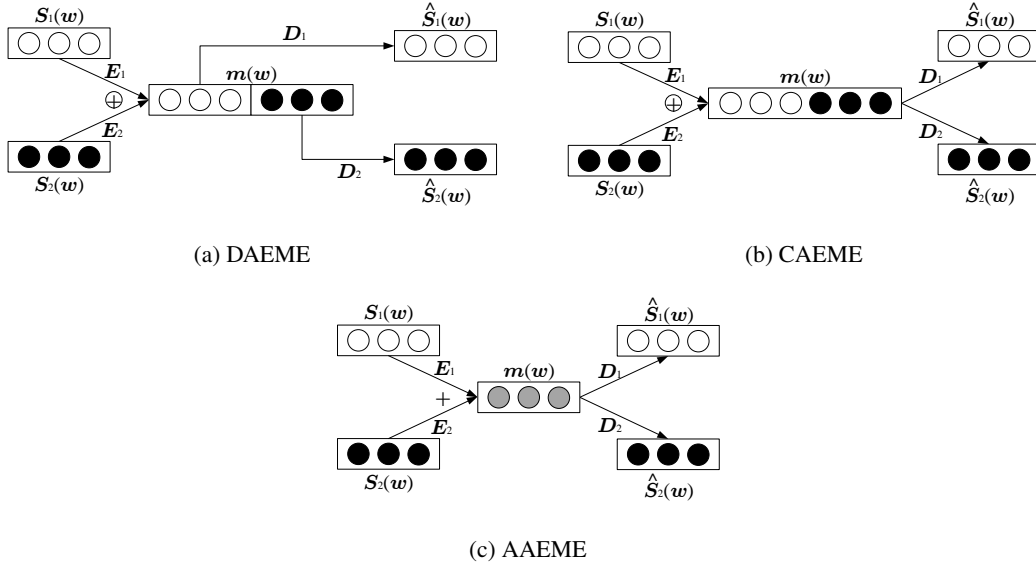 S₁(w)
E₁
⊕
E₂
S₂(w)
m(w)
D₁
D₂
Ŝ₁(w)
Ŝ₂(w)
(a) DAEME
S₁(w)
E₁
⊕
E₂
S₂(w)
m(w)
D₁
D₂
Ŝ₁(w)
Ŝ₂(w)
(b) CAEME
S₁(w)
E₁
+
E₂
S₂(w)
m(w)
D₁
D₂
Ŝ₁(w)
Ŝ₂(w)
(c) AAEME